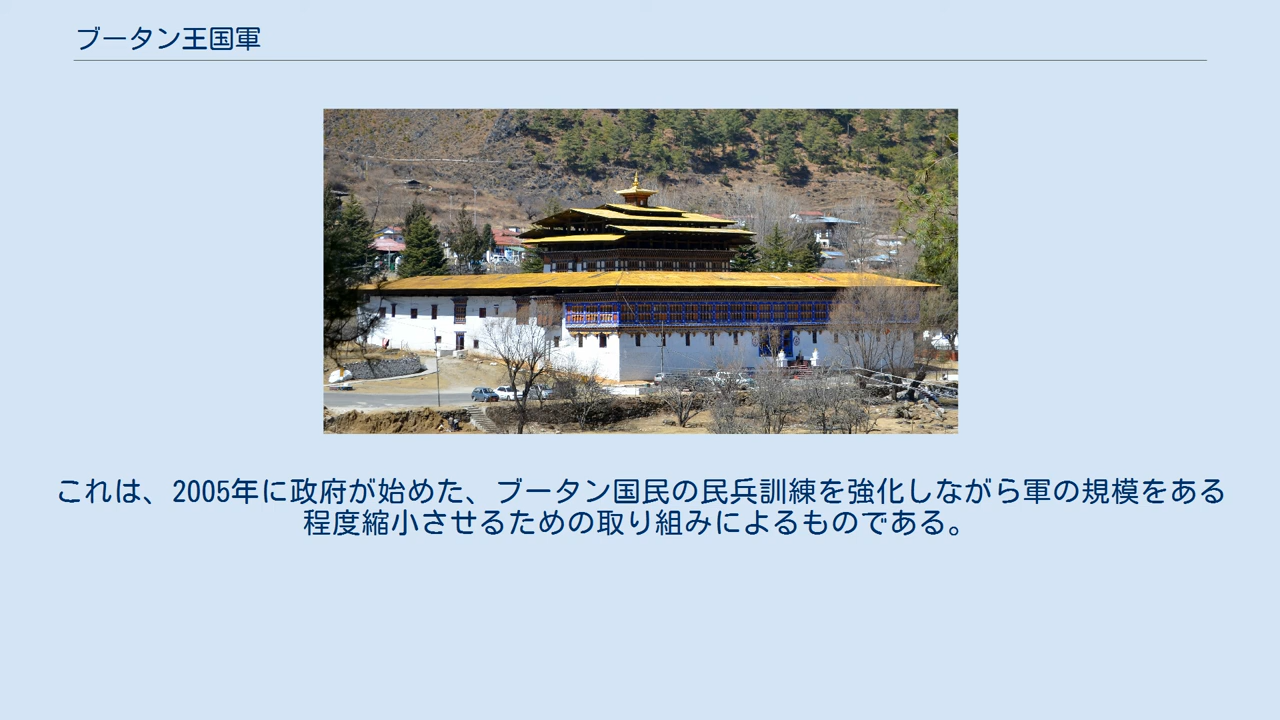 ブータン王国軍
これは、2005年に政府が始めた、ブータン国民の民兵訓練を強化しながら軍の規模をある
程度縮小させるための取り組みによるものである。